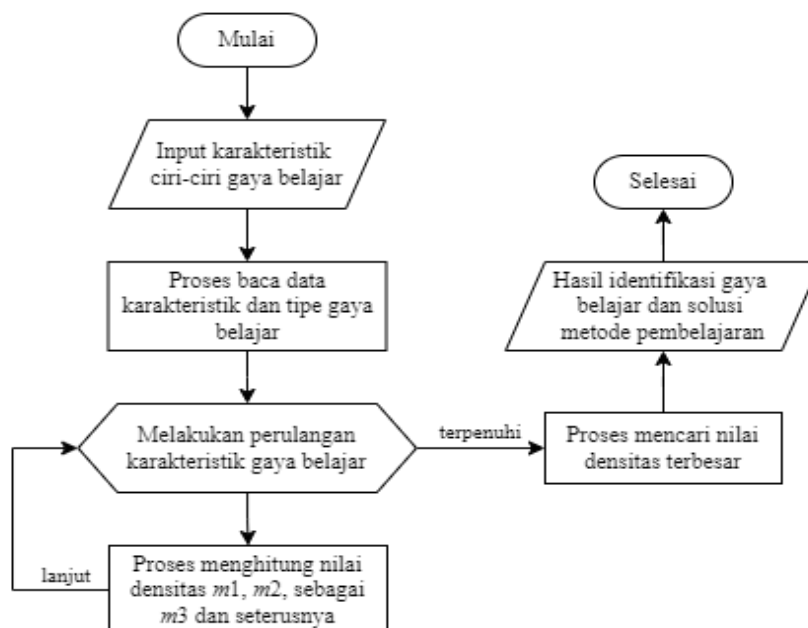 Mulai
Input karakteristik
ciri-ciri gaya belajar
Proses baca data
karakteristik dan tipe gaya
belajar
Melakukan perulangan
karakteristik gaya belajar
lanjut
Proses menghitung nilai
densitas m1, m2, sebagai
m3 dan seterusnya
terpenuhi
Proses mencari nilai
densitas terbesar
Hasil identifikasi gaya
belajar dan solusi
metode pembelajaran
Selesai